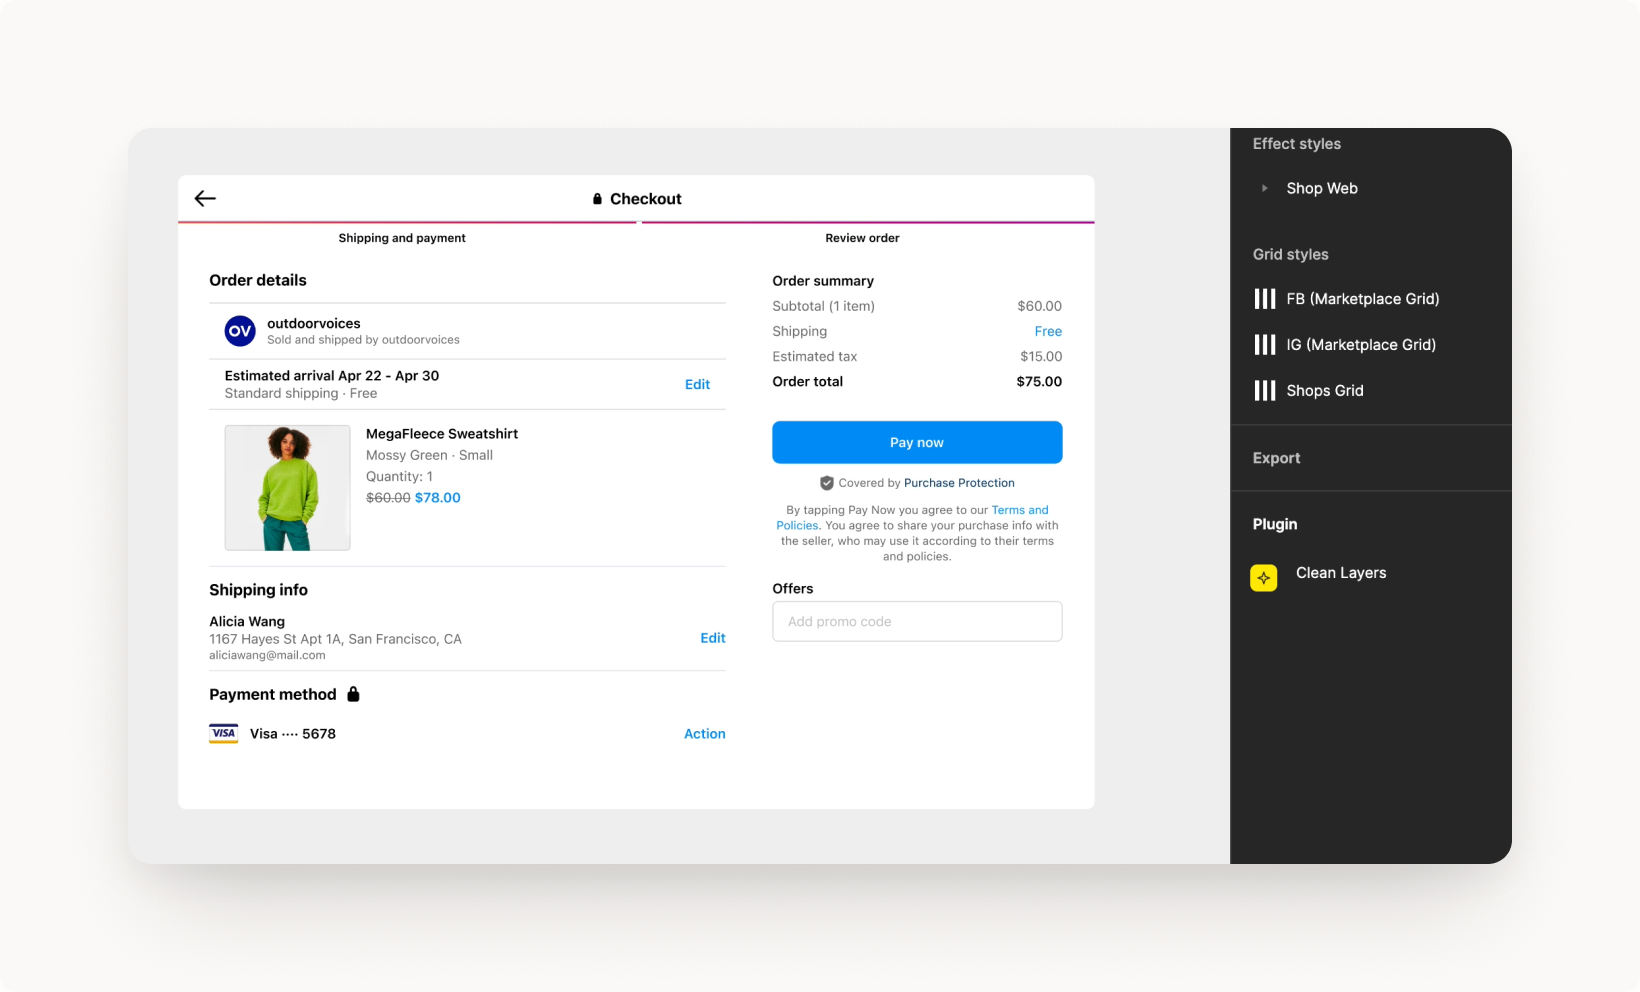 Checkout
Shipping and payment
Review order
Order details
OV
outdoorvoices
Sold and shipped by outdoorvoices
Estimated arrival Apr 22 - Apr 30
Standard shipping · Free
Edit
MegaFleece Sweatshirt
Mossy Green · Small
Quantity: 1
$60.00 $78.00
Shipping info
Alicia Wang
1167 Hayes St Apt 1A, San Francisco, CA
aliciawang@mail.com
Edit
Payment method
VISA
Visa ···· 5678
Action
Order summary
Subtotal (1 item) $60.00
Shipping Free
Estimated tax $15.00
Order total $75.00
Pay now
Covered by Purchase Protection
By tapping Pay Now you agree to our Terms and
Policies. You agree to share your purchase info with
the seller, who may use it according to their terms
and policies.
Offers
Add promo code
Effect styles
Shop Web
Grid styles
FB (Marketplace Grid)
IG (Marketplace Grid)
Shops Grid
Export
Plugin
Clean Layers